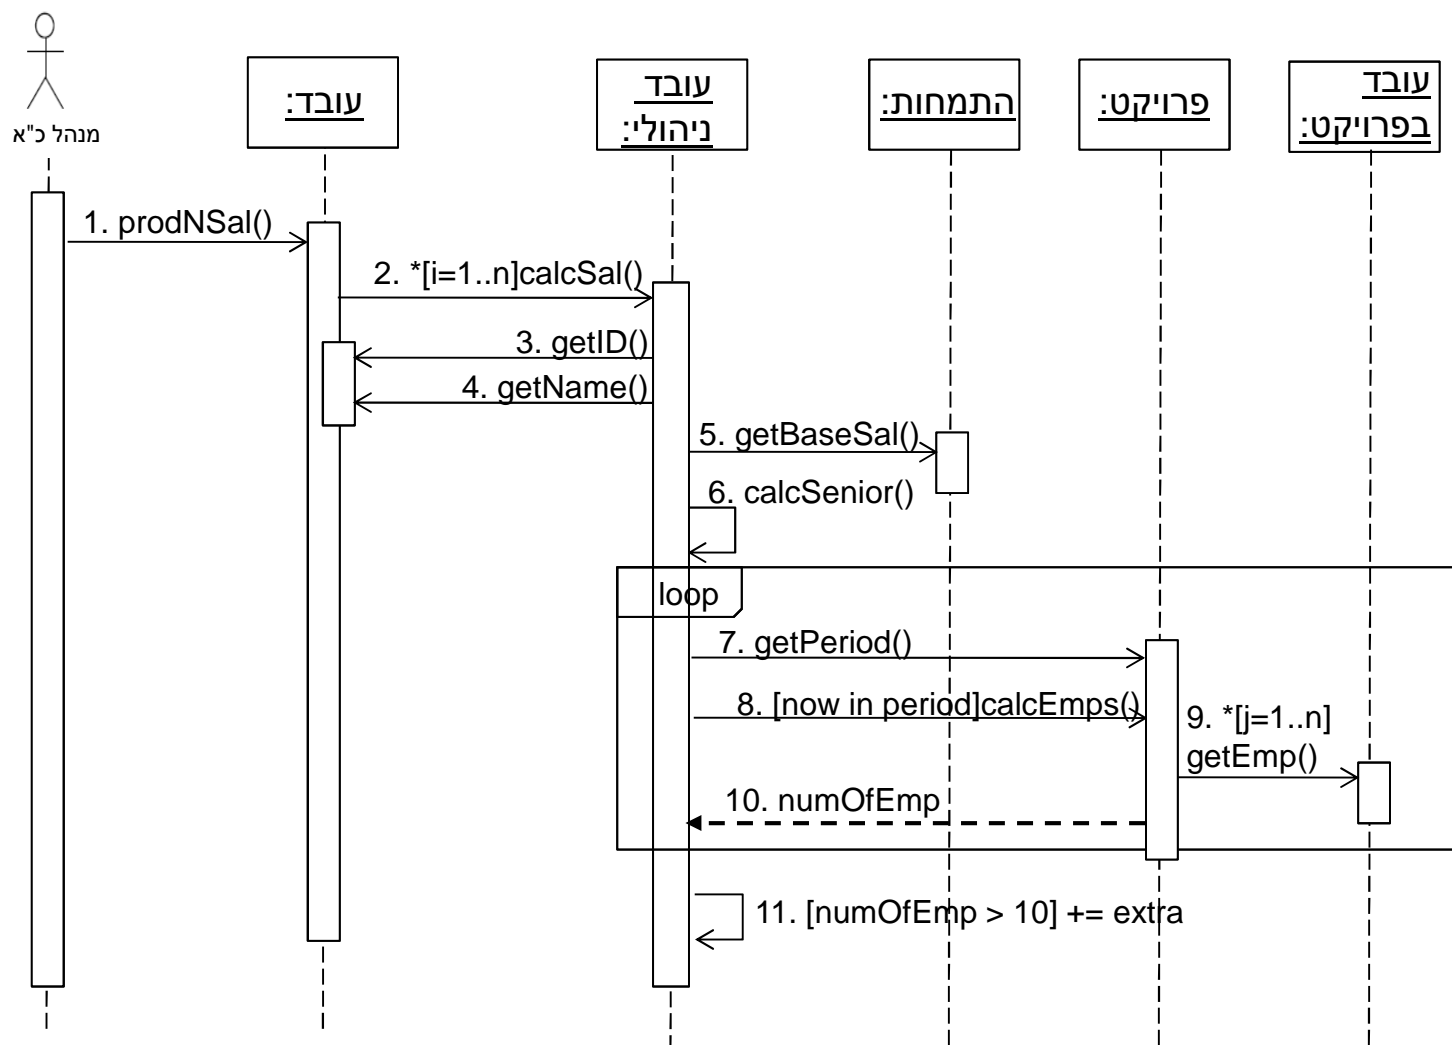 מנהל כ"א
עובד:
עובד
ניהולי:
התמחות:
פרויקט:
עובד
בפרויקט:
1. prodNSal()
2. *[i=1..n]calcSal()
3. getID()
4. getName()
5. getBaseSal()
6. calcSenior()
loop
7. getPeriod()
8. [now in period]calcEmps()
9. *[j=1..n]
getEmp()
10. numOfEmp
11. [numOfEmp > 10] += extra